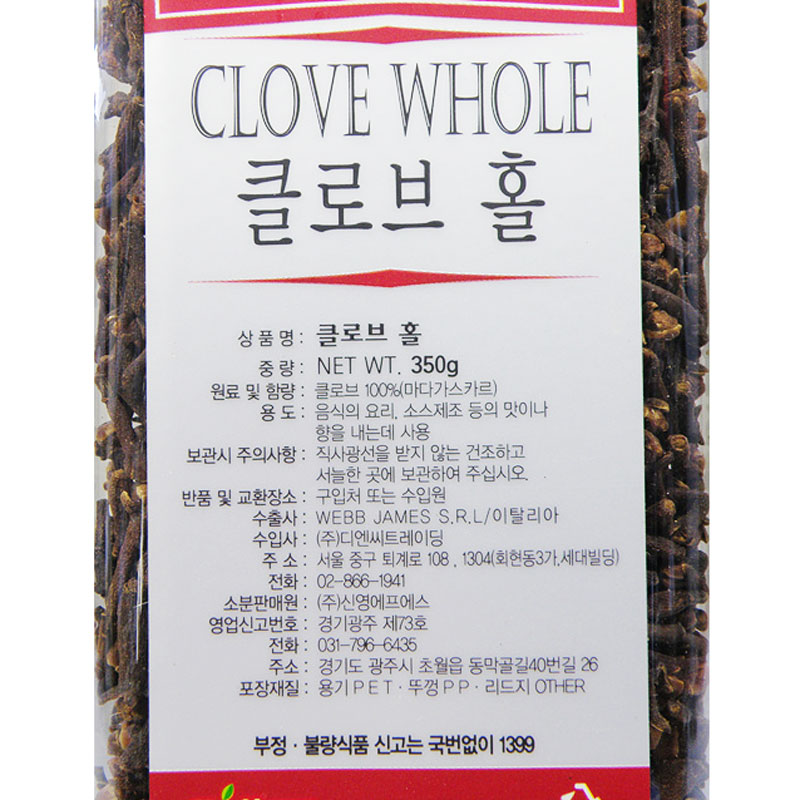 CLOVE WHOLE
클로브 홀
상 품 명 : 클로브 홀
중 량 : NET WT. 350g
원료 및 함량 : 클로브 100%(마다가스카르)
용 도 : 음식의 요리, 소스제조 등의 맛이나
향을 내는데 사용
보관시 주의사항 : 직사광선을 받지 않는 건조하고
서늘한 곳에 보관하여 주십시오.
반품 및 교환장소 : 구입처 또는 수입원
수출사 : WEBB JAMES S.R.L/이탈리아
수입사 : (주)디엔씨트레이딩
주 소 : 서울 중구 퇴계로 108 , 1304(회현동3가,세대빌딩)
전화 : 02-866-1941
소분판매원 : (주)신영에프에스
영업신고번호 : 경기광주 제73호
전화 : 031-796-6435
주소 : 경기도 광주시 초월읍 동막골길40번길 26
포장재질 : 용기PET · 뚜껑PP · 리드지 OTHER
부정 · 불량식품 신고는 국번없이 1399